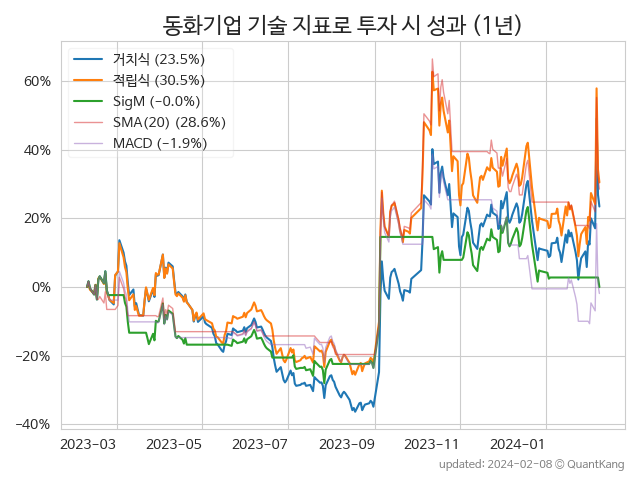 동화기업 기술 지표로 투자 시 성과 (1년)
거치식 (23.5%)
적립식 (30.5%)
SigM (-0.0%)
SMA(20) (28.6%)
MACD (-1.9%)
60%
40%
20%
0%
-20%
-40%
2023-03 2023-05 2023-07 2023-09 2023-11 2024-01
updated: 2024-02-08 ⓒ QuantKang